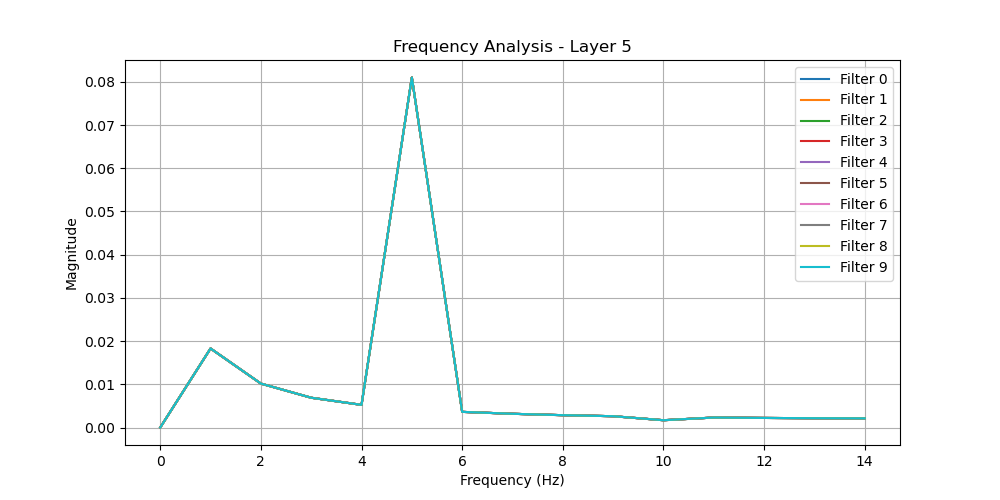 Frequency Analysis - Layer 5
0.08
0.07
0.06
0.05
0.04
0.03
0.02
0.01
0.00
Magnitude
Filter 0
Filter 1
Filter 2
Filter 3
Filter 4
Filter 5
Filter 6
Filter 7
Filter 8
Filter 9
0 2 4 6 8 10 12 14
Frequency (Hz)